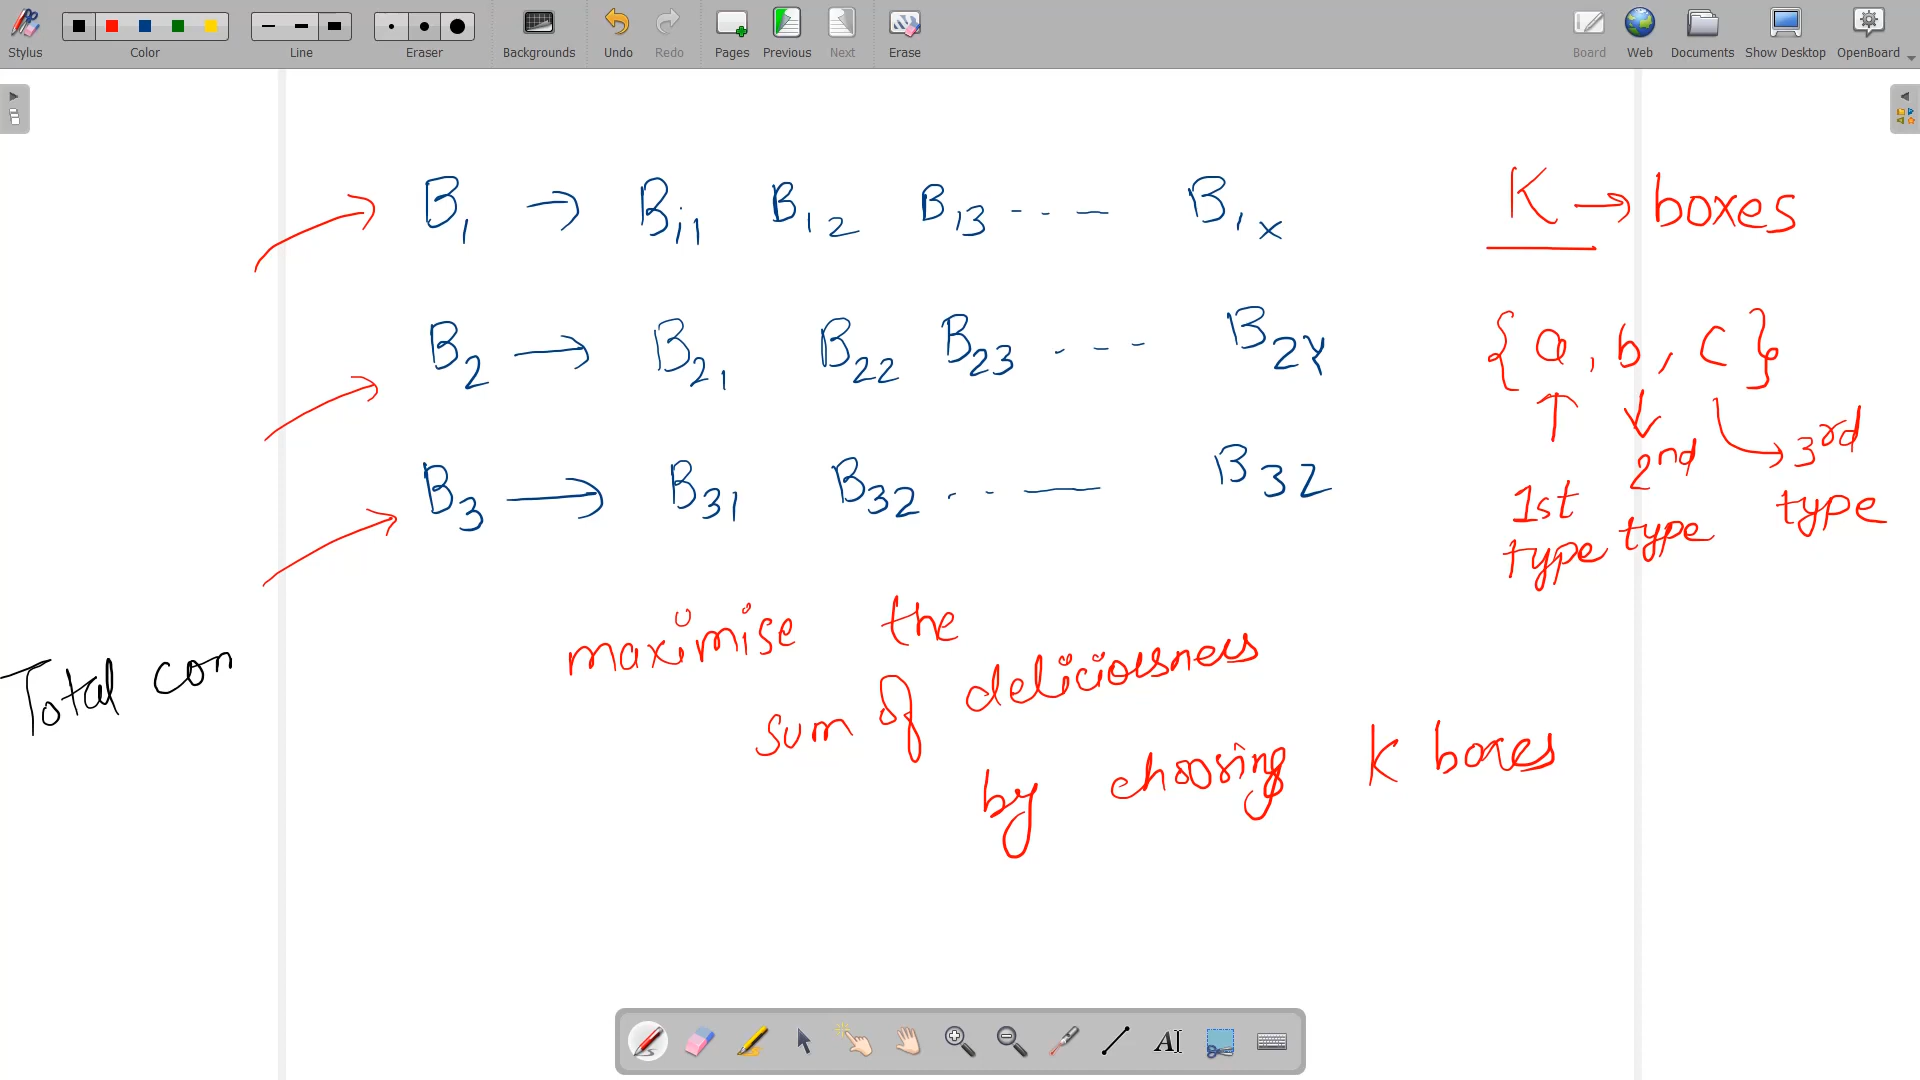 Stylus Color Line Eraser Backgrounds Undo Redo Pages Previous Next Erase Board Web Documents Show Desktop OpenBoard
B1 → B11 B12 B13 --- B1x
K → boxes
B2 → B21 B22 B23 --- B2Y
{a, b, c}
1st type
2nd type
3rd type
B3 → B31 B32 --- B3Z
maximise the
sum of deliciousness
by choosing K boxes
Total com